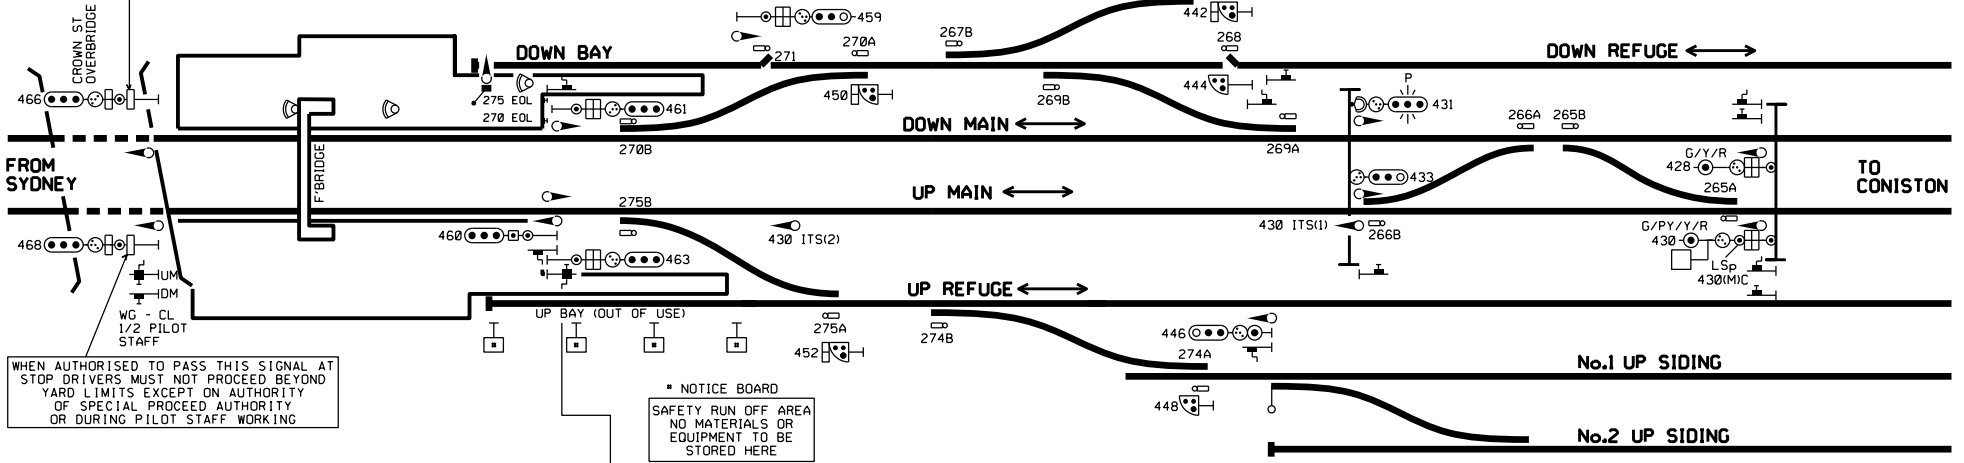 CROWN ST
OVERBRIDGE
459
442
267B
270A
268
271
DOWN BAY
DOWN REFUGE
466
275 EOL
270 EOL
461
450
269B
444
P
431
266A
265B
DOWN MAIN
270B
269A
FROM
SYDNEY
F'BRIDGE
G/Y/R
428
TO
CONISTON
433
UP MAIN
265A
275B
460
430 ITS(2)
430 ITS(1)
266B
468
463
G/PY/Y/R
430
LSp
430(M)C
UM
DM
UP REFUGE
WG - CL
1/2 PILOT
STAFF
UP BAY (OUT OF USE)
275A
274B
446
274A
452
WHEN AUTHORISED TO PASS THIS SIGNAL AT
STOP DRIVERS MUST NOT PROCEED BEYOND
YARD LIMITS EXCEPT ON AUTHORITY
OF SPECIAL PROCEED AUTHORITY
OR DURING PILOT STAFF WORKING
No.1 UP SIDING
* NOTICE BOARD
448
SAFETY RUN OFF AREA
NO MATERIALS OR
EQUIPMENT TO BE
STORED HERE
No.2 UP SIDING